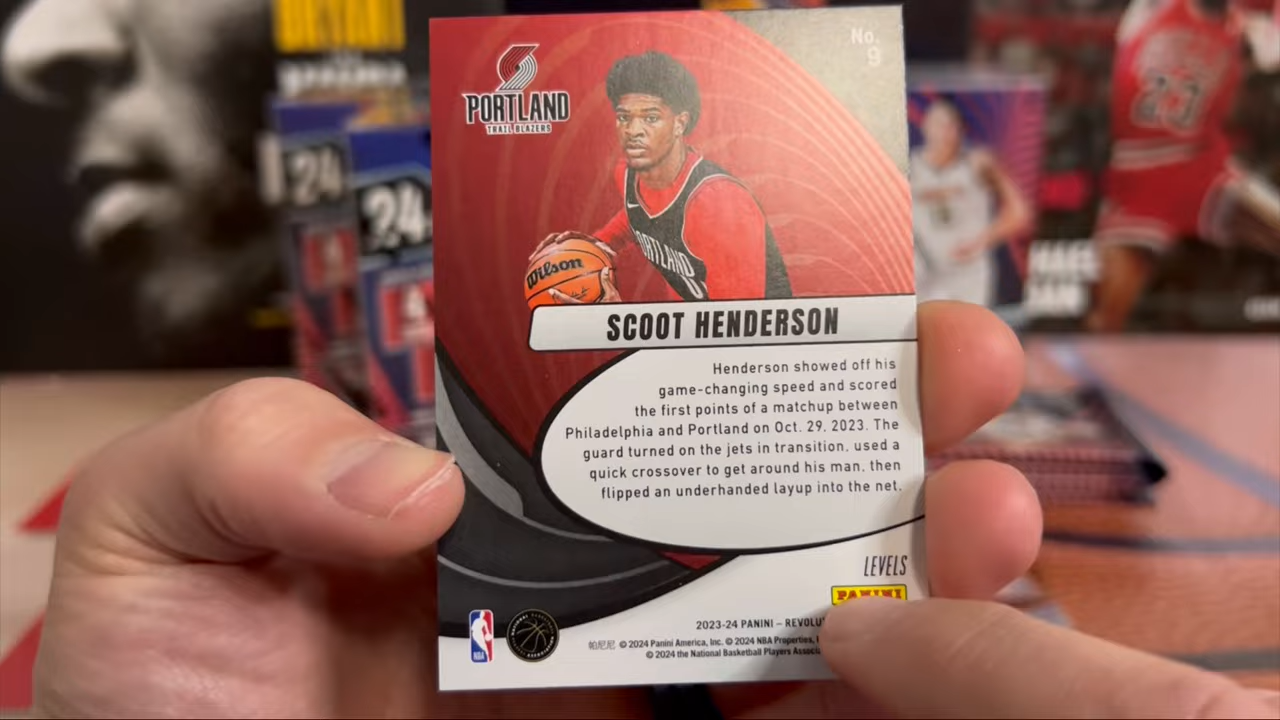 No.
9
PORTLAND
TRAIL BLAZERS
Wilson
PORTLAND
SCOOT HENDERSON
Henderson showed off his
game-changing speed and scored
the first points of a matchup between
Philadelphia and Portland on Oct. 29, 2023. The
guard turned on the jets in transition, used a
quick crossover to get around his man, then
flipped an underhanded layup into the net.
LEVELS
PANINI
2023-24 PANINI – REVOLU
NBA
帕尼尼 © 2024 Panini America, Inc. © 2024 NBA Properties,
© 2024 the National Basketball Players Associ
24
24
23